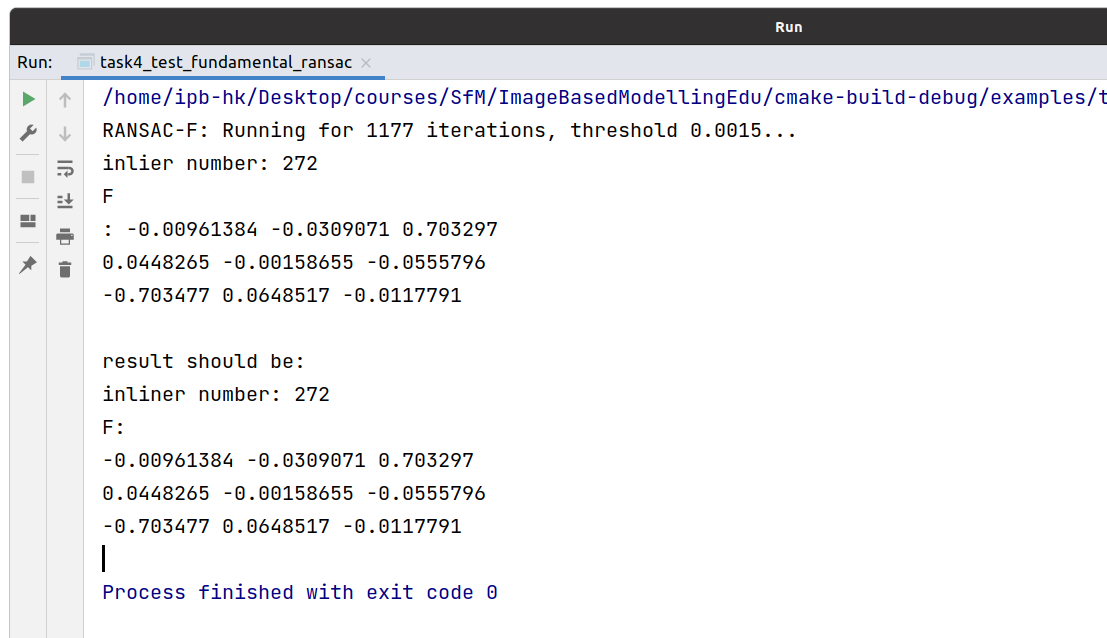 Run
Run: task4_test_fundamental_ransac
/home/ipb-hk/Desktop/courses/SfM/ImageBasedModellingEdu/cmake-build-debug/examples/t
RANSAC-F: Running for 1177 iterations, threshold 0.0015...
inlier number: 272
F
: -0.00961384 -0.0309071 0.703297
0.0448265 -0.00158655 -0.0555796
-0.703477 0.0648517 -0.0117791
result should be:
inliner number: 272
F:
-0.00961384 -0.0309071 0.703297
0.0448265 -0.00158655 -0.0555796
-0.703477 0.0648517 -0.0117791
Process finished with exit code 0